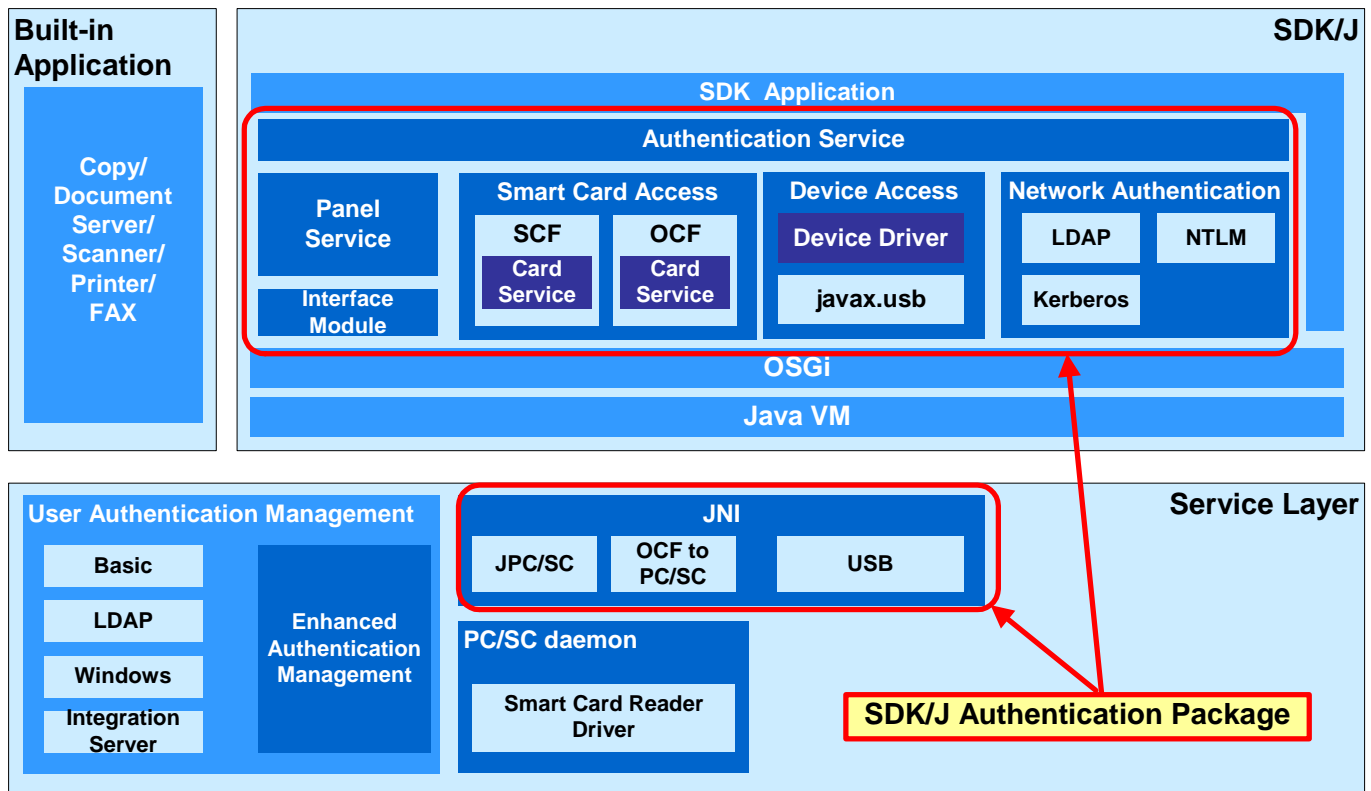 Built-in
Application
Copy/
Document
Server/
Scanner/
Printer/
FAX
SDK/J
SDK Application
Authentication Service
Panel
Service
Interface
Module
Smart Card Access
SCF
Card
Service
OCF
Card
Service
Device Access
Device Driver
javax.usb
Network Authentication
LDAP
NTLM
Kerberos
OSGi
Java VM
Service Layer
User Authentication Management
Basic
LDAP
Windows
Integration
Server
Enhanced
Authentication
Management
JNI
JPC/SC
OCF to
PC/SC
USB
PC/SC daemon
Smart Card Reader
Driver
SDK/J Authentication Package